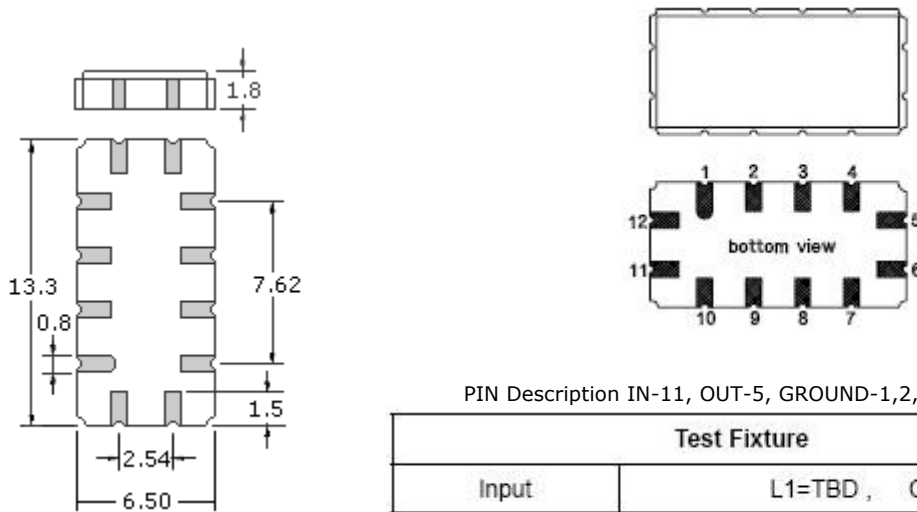 1.8
13.3
7.62
0.8
1.5
2.54
6.50
1 2 3 4
12 5
bottom view
11 6
10 9 8 7
PIN Description IN-11, OUT-5, GROUND-1,2,
Test Fixture
Input L1=TBD ,